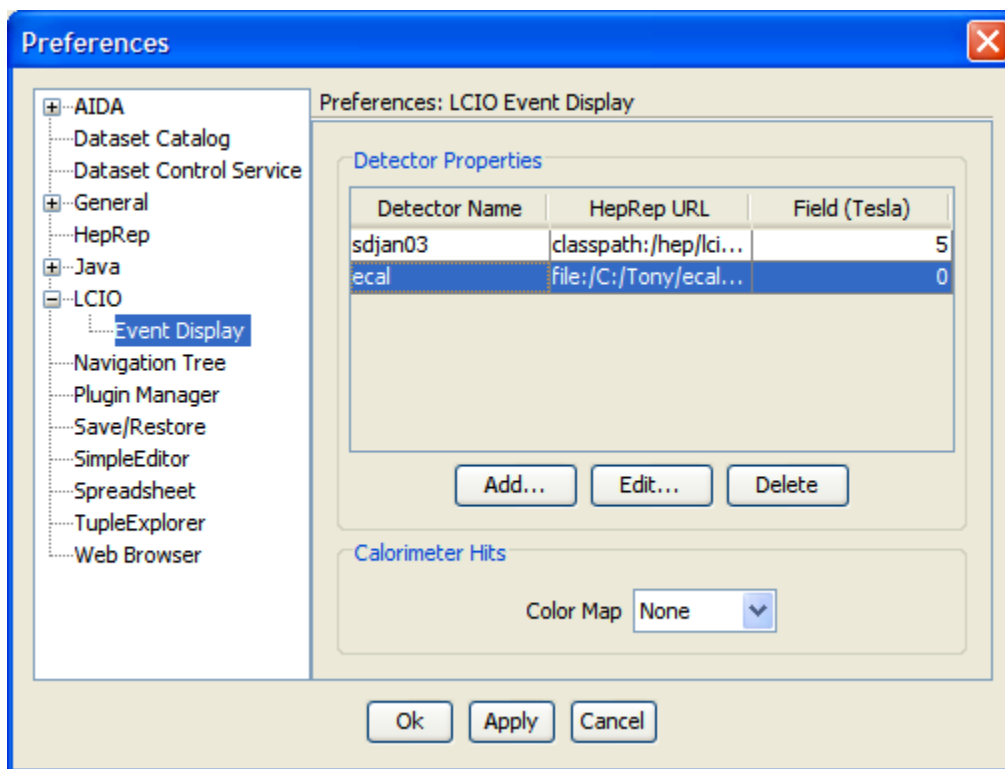 Preferences
AIDA
Dataset Catalog
Dataset Control Service
General
HepRep
Java
LCIO
Event Display
Navigation Tree
Plugin Manager
Save/Restore
SimpleEditor
Spreadsheet
TupleExplorer
Web Browser
Preferences: LCIO Event Display
Detector Properties
Detector Name HepRep URL Field (Tesla)
sdjan03 classpath:/hep/lci... 5
ecal file:/C:/Tony/ecal... 0
Add... Edit... Delete
Calorimeter Hits
Color Map None
Ok Apply Cancel